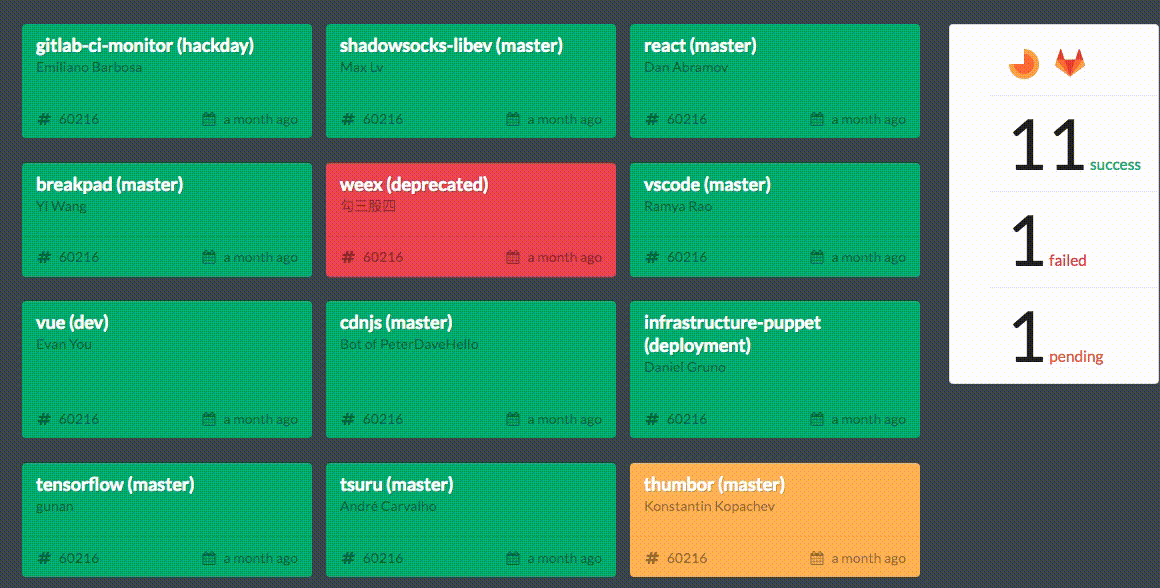 gitlab-ci-monitor (hackday)
Emiliano Barbosa
# 60216
a month ago
shadowsocks-libev (master)
Max Lv
# 60216
a month ago
react (master)
Dan Abramov
# 60216
a month ago
breakpad (master)
Yi Wang
# 60216
a month ago
weex (deprecated)
勾三股四
# 60216
a month ago
vscode (master)
Ramya Rao
# 60216
a month ago
vue (dev)
Evan You
# 60216
a month ago
cdnjs (master)
Bot of PeterDaveHello
# 60216
a month ago
infrastructure-puppet
(deployment)
Daniel Gruno
# 60216
a month ago
tensorflow (master)
gunan
# 60216
a month ago
tsuru (master)
André Carvalho
# 60216
a month ago
thumbor (master)
Konstantin Kopachev
# 60216
a month ago
11 success
1 failed
1 pending